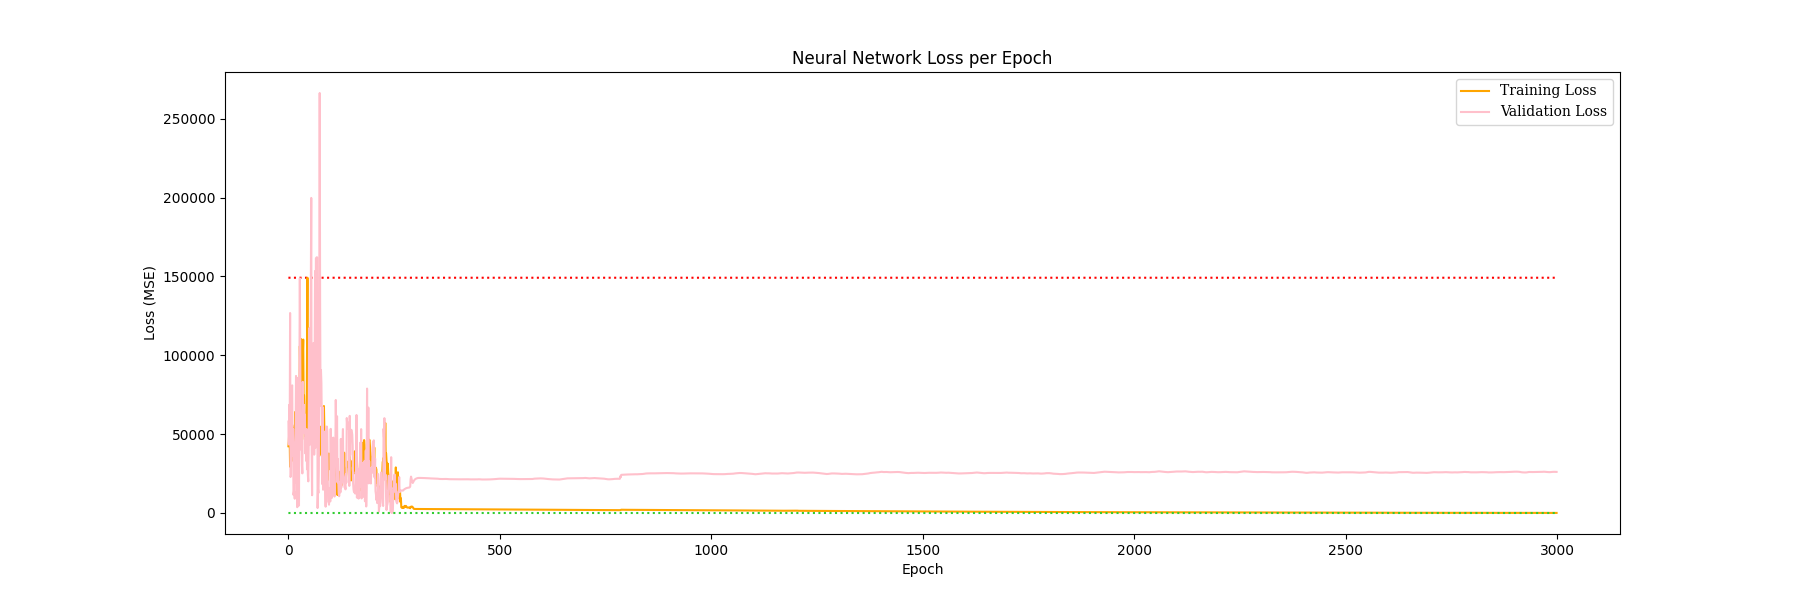 Neural Network Loss per Epoch
Training Loss
Validation Loss
250000
200000
150000
100000
50000
0
Loss (MSE)
0 500 1000 1500 2000 2500 3000
Epoch